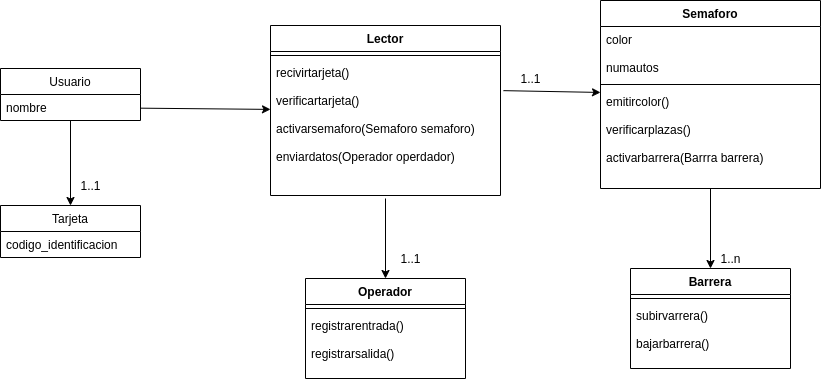 Usuario
nombre
1..1
Tarjeta
codigo_identificacion
Lector
recivirtarjeta()
verificartarjeta()
activarsemaforo(Semaforo semaforo)
enviardatos(Operador operdador)
1..1
Operador
registrarentrada()
registrarsalida()
1..1
Semaforo
color
numautos
emitircolor()
verificarplazas()
activarbarrera(Barrra barrera)
1..n
Barrera
subirvarrera()
bajarbarrera()